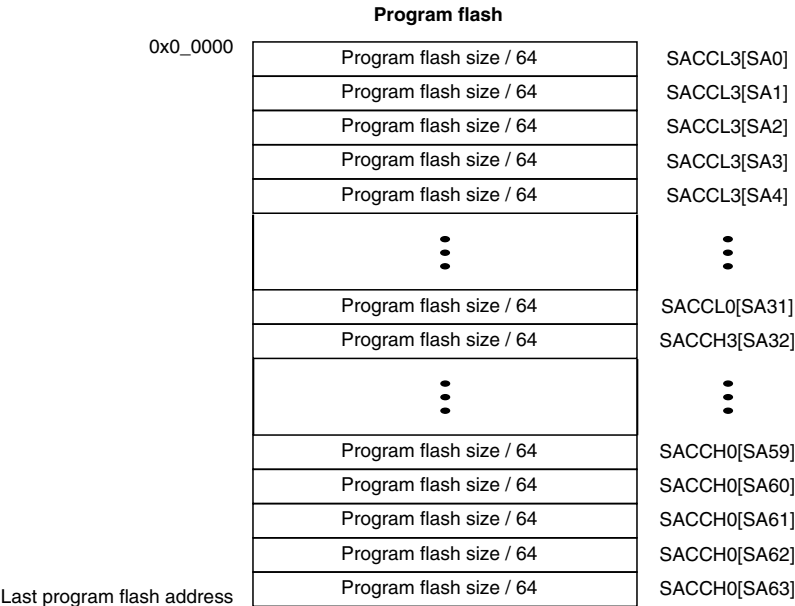 Program flash
0x0_0000
Program flash size / 64 SACCL3[SA0]
Program flash size / 64 SACCL3[SA1]
Program flash size / 64 SACCL3[SA2]
Program flash size / 64 SACCL3[SA3]
Program flash size / 64 SACCL3[SA4]
Program flash size / 64 SACCL0[SA31]
Program flash size / 64 SACCH3[SA32]
Program flash size / 64 SACCH0[SA59]
Program flash size / 64 SACCH0[SA60]
Program flash size / 64 SACCH0[SA61]
Program flash size / 64 SACCH0[SA62]
Program flash size / 64 SACCH0[SA63]
Last program flash address